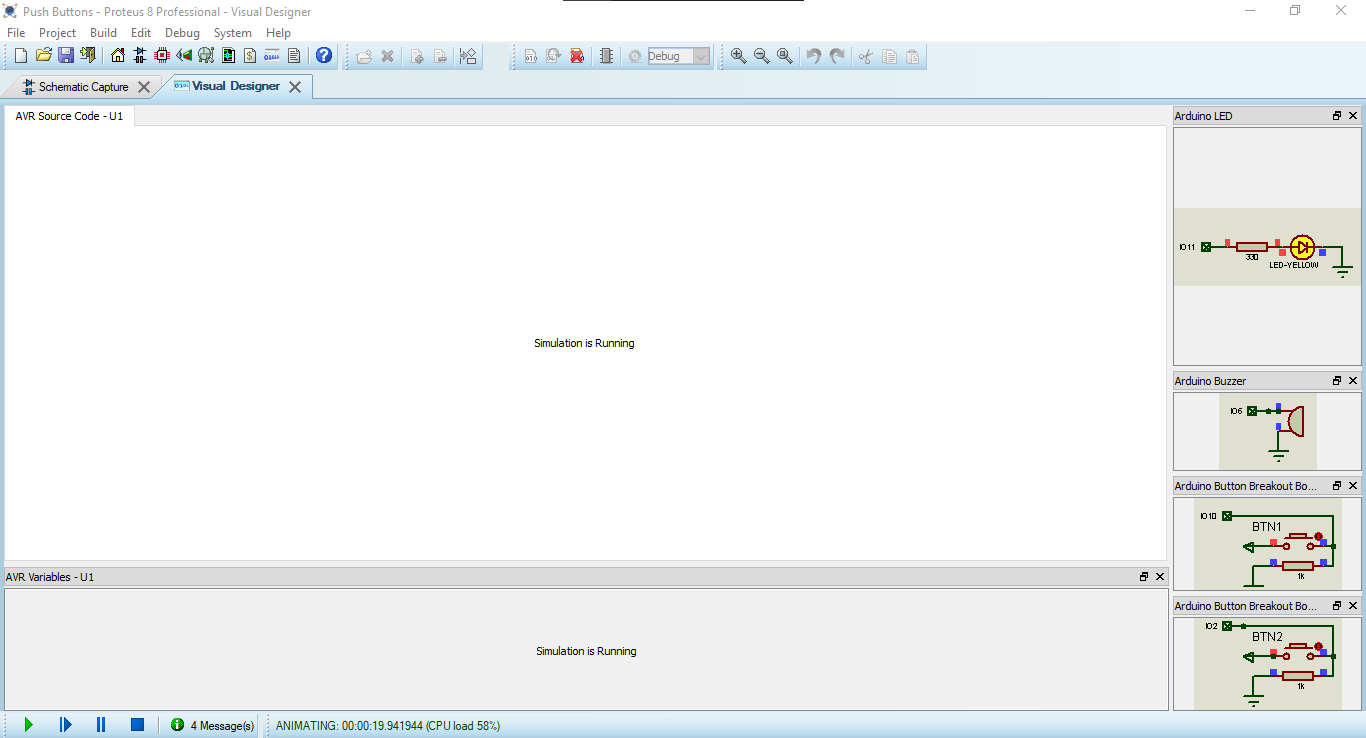 Push Buttons - Proteus 8 Professional - Visual Designer
File Project Build Edit Debug System Help
Debug
Schematic Capture
Visual Designer
AVR Source Code - U1
Simulation is Running
AVR Variables - U1
Simulation is Running
Arduino LED
IO11
330
LED-YELLOW
Arduino Buzzer
IO6
Arduino Button Breakout Bo...
IO10
BTN1
1k
Arduino Button Breakout Bo...
IO2
BTN2
1k
4 Message(s)
ANIMATING: 00:00:19.941944 (CPU load 58%)